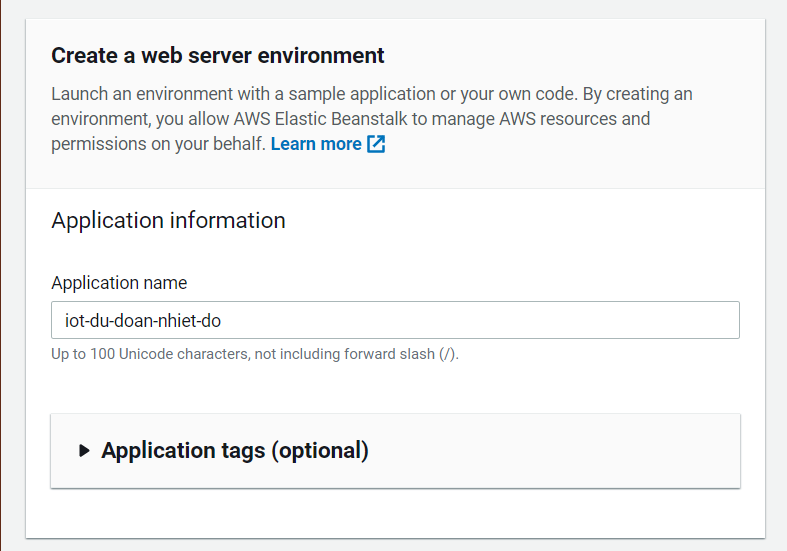 Create a web server environment
Launch an environment with a sample application or your own code. By creating an
environment, you allow AWS Elastic Beanstalk to manage AWS resources and
permissions on your behalf. Learn more
Application information
Application name
iot-du-doan-nhiet-do
Up to 100 Unicode characters, not including forward slash (/).
Application tags (optional)